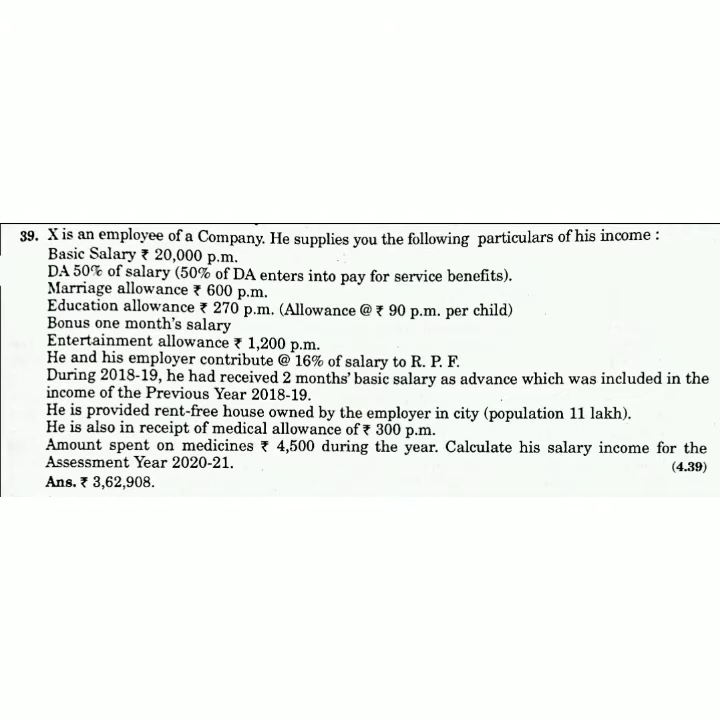 39. X is an employee of a Company. He supplies you the following particulars of his income :
Basic Salary ₹ 20,000 p.m.
DA 50% of salary (50% of DA enters into pay for service benefits).
Marriage allowance ₹ 600 p.m.
Education allowance ₹ 270 p.m. (Allowance @ ₹ 90 p.m. per child)
Bonus one month's salary
Entertainment allowance ₹ 1,200 p.m.
He and his employer contribute @ 16% of salary to R. P. F.
During 2018-19, he had received 2 months' basic salary as advance which was included in the
income of the Previous Year 2018-19.
He is provided rent-free house owned by the employer in city (population 11 lakh).
He is also in receipt of medical allowance of ₹ 300 p.m.
Amount spent on medicines ₹ 4,500 during the year. Calculate his salary income for the
Assessment Year 2020-21. (4.39)
Ans. ₹ 3,62,908.